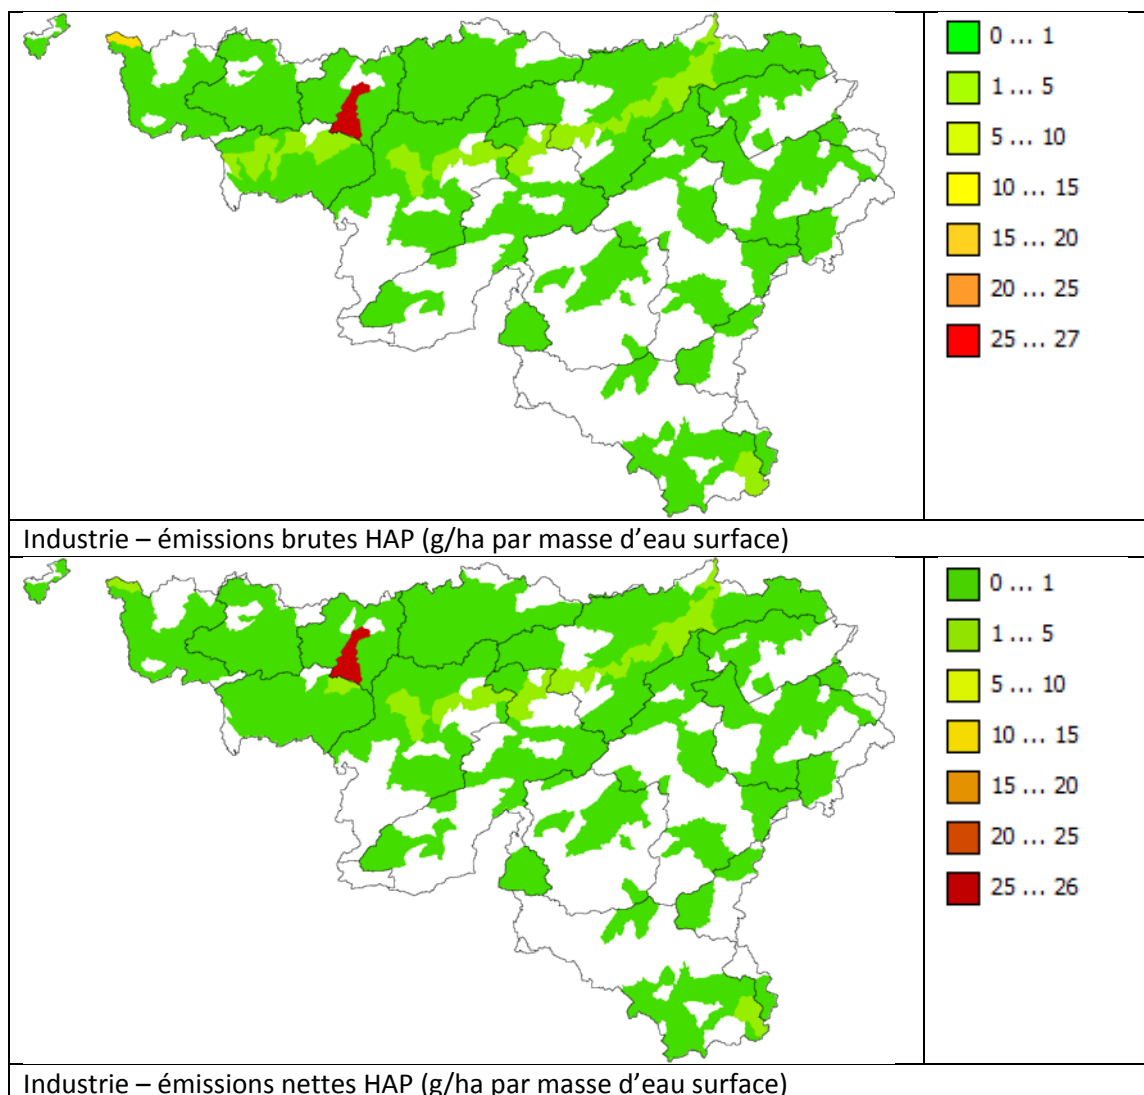 0 ... 1
1 ... 5
5 ... 10
10 ... 15
15 ... 20
20 ... 25
25 ... 27
Industrie – émissions brutes HAP (g/ha par masse d’eau surface)
0 ... 1
1 ... 5
5 ... 10
10 ... 15
15 ... 20
20 ... 25
25 ... 26
Industrie – émissions nettes HAP (g/ha par masse d’eau surface)